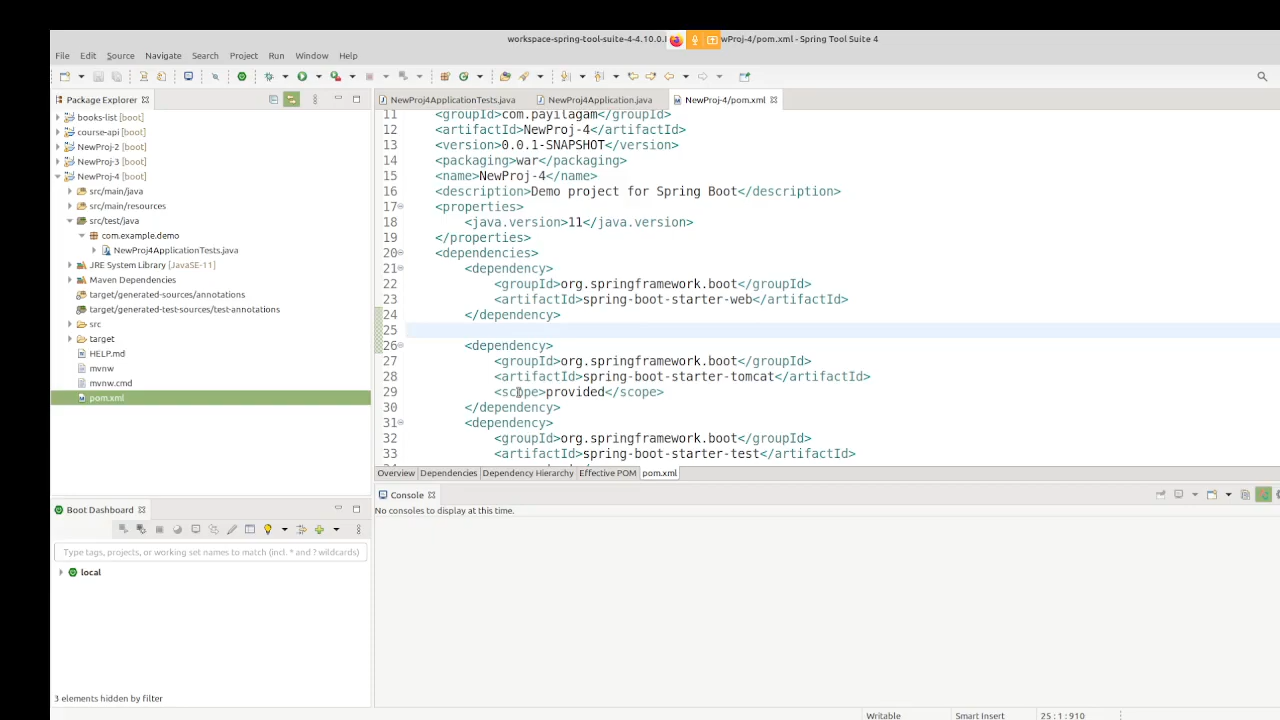 workspace-spring-tool-suite-4-4.10.0.l wProj-4/pom.xml - Spring Tool Suite 4
File Edit Source Navigate Search Project Run Window Help
Package Explorer
books-list [boot]
course-api [boot]
NewProj-2 [boot]
NewProj-3 [boot]
NewProj-4 [boot]
src/main/java
src/main/resources
src/test/java
com.example.demo
NewProj4ApplicationTests.java
JRE System Library [JavaSE-11]
Maven Dependencies
target/generated-sources/annotations
target/generated-test-sources/test-annotations
src
target
HELP.md
mvnw
mvnw.cmd
pom.xml
NewProj4ApplicationTests.java NewProj4Application.java NewProj-4/pom.xml
11 <groupId>com.payilagam</groupId>
12 <artifactId>NewProj-4</artifactId>
13 <version>0.0.1-SNAPSHOT</version>
14 <packaging>war</packaging>
15 <name>NewProj-4</name>
16 <description>Demo project for Spring Boot</description>
17 <properties>
18 <java.version>11</java.version>
19 </properties>
20 <dependencies>
21 <dependency>
22 <groupId>org.springframework.boot</groupId>
23 <artifactId>spring-boot-starter-web</artifactId>
24 </dependency>
25
26 <dependency>
27 <groupId>org.springframework.boot</groupId>
28 <artifactId>spring-boot-starter-tomcat</artifactId>
29 <scope>provided</scope>
30 </dependency>
31 <dependency>
32 <groupId>org.springframework.boot</groupId>
33 <artifactId>spring-boot-starter-test</artifactId>
Overview Dependencies Dependency Hierarchy Effective POM pom.xml
Console
No consoles to display at this time.
Boot Dashboard
Type tags, projects, or working set names to match (incl. * and ? wildcards)
local
3 elements hidden by filter
Writable Smart Insert 25 : 1 : 910